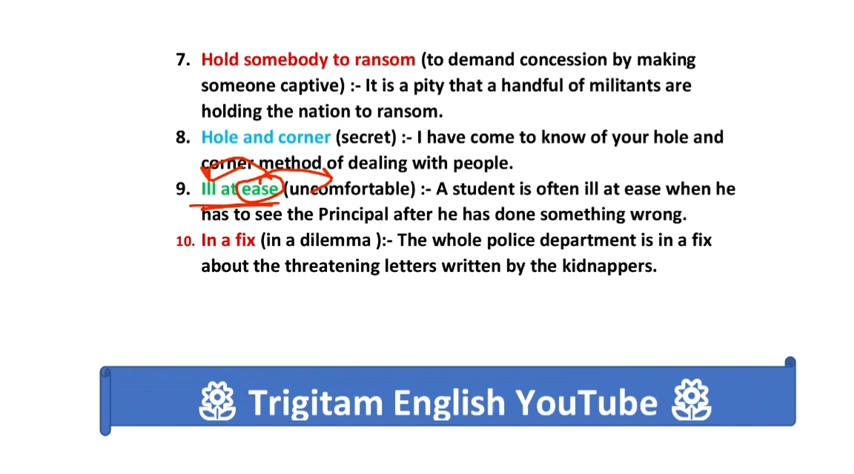 7. Hold somebody to ransom (to demand concession by making
someone captive) :- It is a pity that a handful of militants are
holding the nation to ransom.
8. Hole and corner (secret) :- I have come to know of your hole and
corner method of dealing with people.
9. Ill at ease (uncomfortable) :- A student is often ill at ease when he
has to see the Principal after he has done something wrong.
10. In a fix (in a dilemma ):- The whole police department is in a fix
about the threatening letters written by the kidnappers.
Trigitam English YouTube